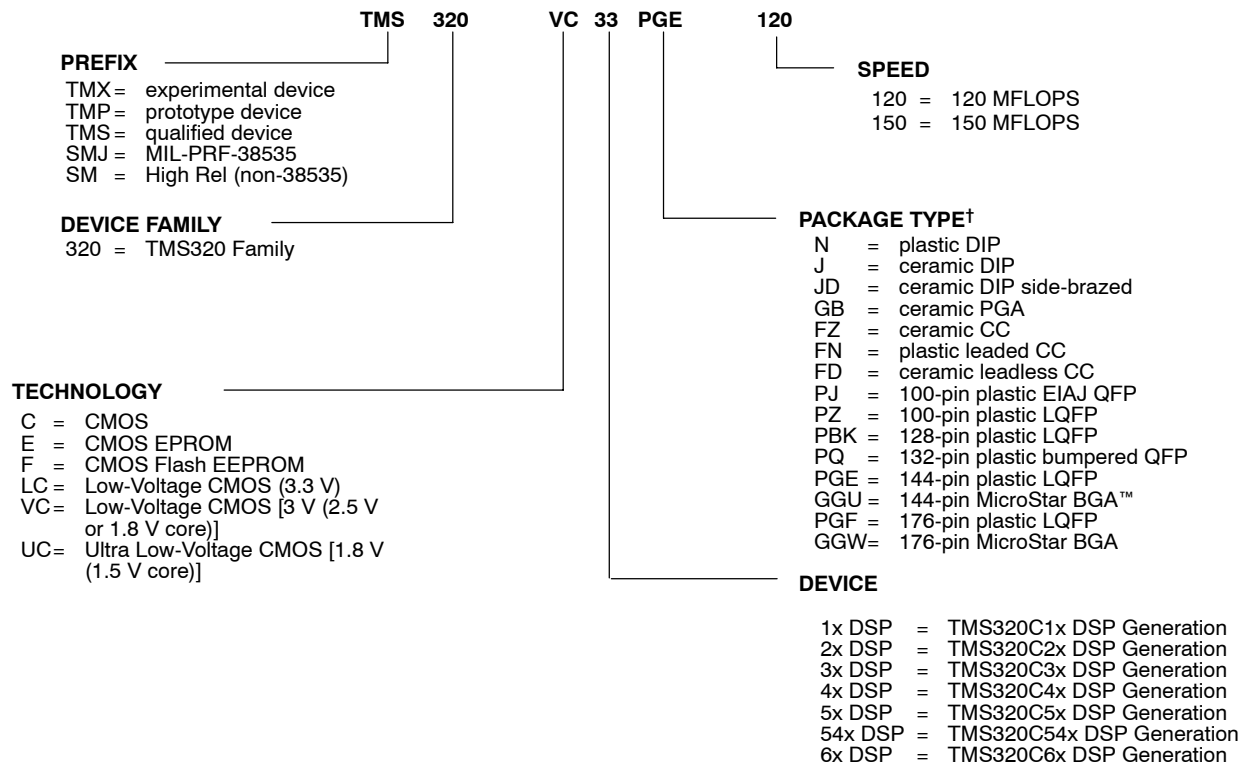 TMS 320 VC 33 PGE 120
PREFIX
TMX = experimental device
TMP = prototype device
TMS = qualified device
SMJ = MIL-PRF-38535
SM = High Rel (non-38535)
SPEED
120 = 120 MFLOPS
150 = 150 MFLOPS
DEVICE FAMILY
320 = TMS320 Family
PACKAGE TYPE†
N = plastic DIP
J = ceramic DIP
JD = ceramic DIP side-brazed
GB = ceramic PGA
FZ = ceramic CC
FN = plastic leaded CC
FD = ceramic leadless CC
PJ = 100-pin plastic EIAJ QFP
PZ = 100-pin plastic LQFP
PBK = 128-pin plastic LQFP
PQ = 132-pin plastic bumpered QFP
PGE = 144-pin plastic LQFP
GGU = 144-pin MicroStar BGA™
PGF = 176-pin plastic LQFP
GGW= 176-pin MicroStar BGA
TECHNOLOGY
C = CMOS
E = CMOS EPROM
F = CMOS Flash EEPROM
LC = Low-Voltage CMOS (3.3 V)
VC = Low-Voltage CMOS [3 V (2.5 V
or 1.8 V core)]
UC= Ultra Low-Voltage CMOS [1.8 V
(1.5 V core)]
DEVICE
1x DSP = TMS320C1x DSP Generation
2x DSP = TMS320C2x DSP Generation
3x DSP = TMS320C3x DSP Generation
4x DSP = TMS320C4x DSP Generation
5x DSP = TMS320C5x DSP Generation
54x DSP = TMS320C54x DSP Generation
6x DSP = TMS320C6x DSP Generation